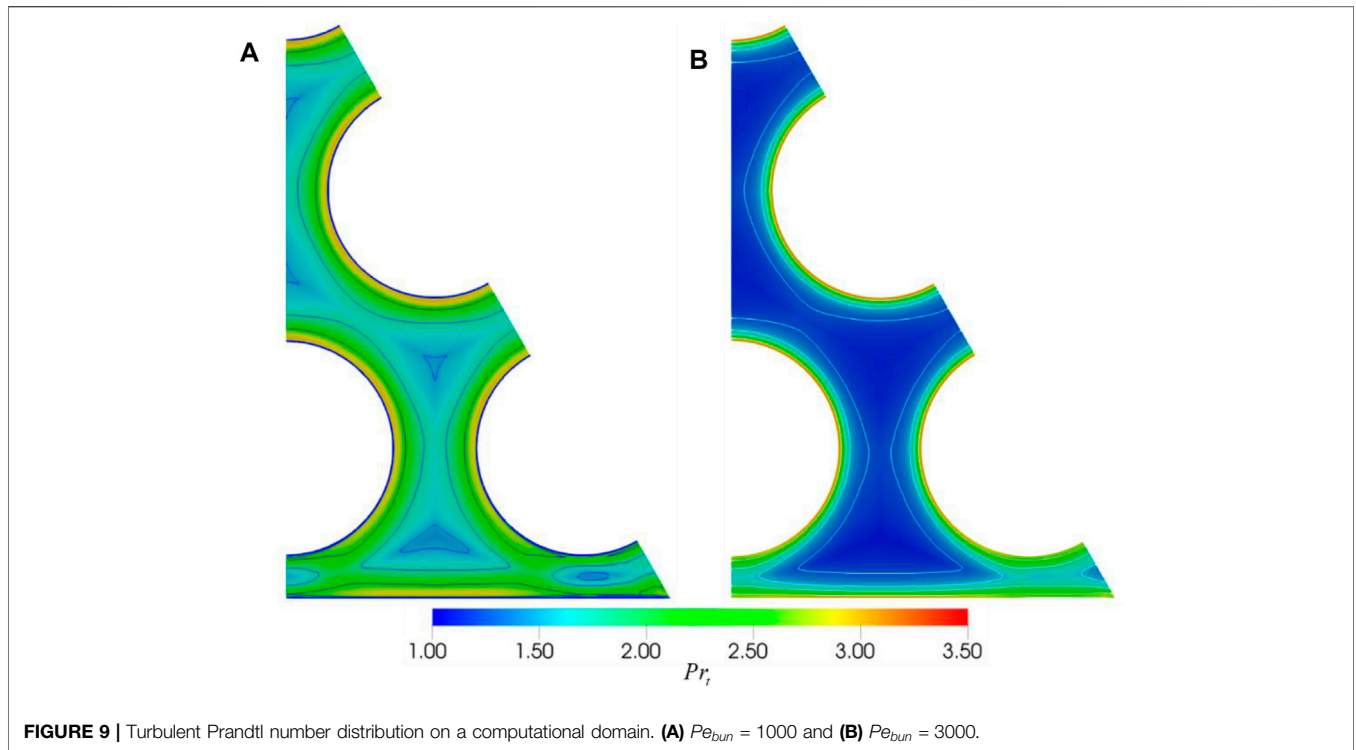 A
B
1.00 1.50 2.00 2.50 3.00 3.50
Pr_t
FIGURE 9 | Turbulent Prandtl number distribution on a computational domain. (A) Pe_bun = 1000 and (B) Pe_bun = 3000.